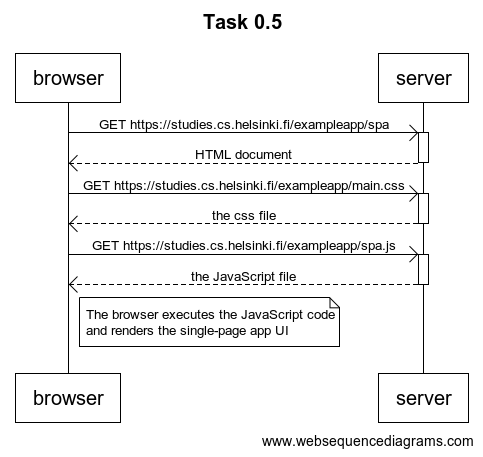 Task 0.5
browser
server
GET https://studies.cs.helsinki.fi/exampleapp/spa
HTML document
GET https://studies.cs.helsinki.fi/exampleapp/main.css
the css file
GET https://studies.cs.helsinki.fi/exampleapp/spa.js
the JavaScript file
The browser executes the JavaScript code
and renders the single-page app UI
browser
server
www.websequencediagrams.com